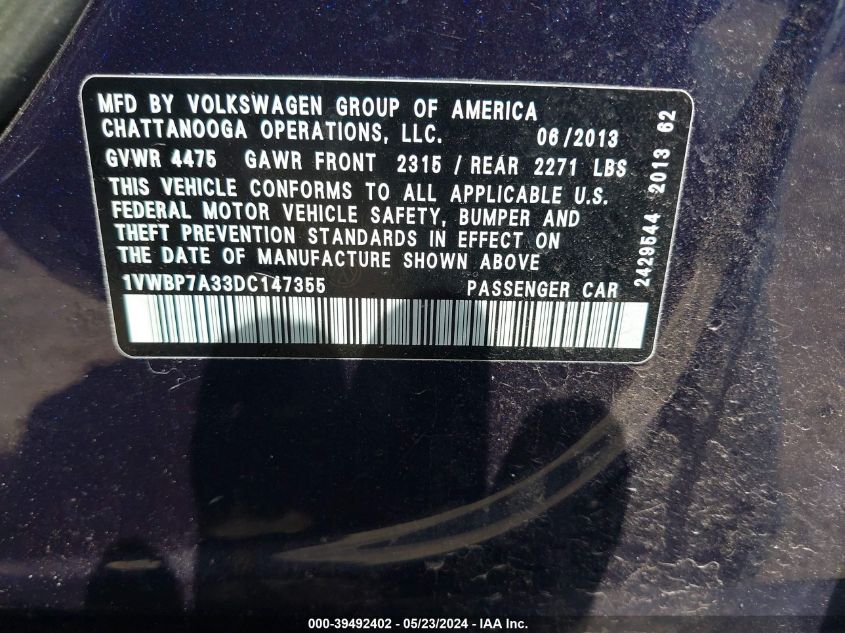 MFD BY VOLKSWAGEN GROUP OF AMERICA
CHATTANOOGA OPERATIONS, LLC. 06/2013
GVWR 4475 GAWR FRONT 2315 / REAR 2271 LBS
THIS VEHICLE CONFORMS TO ALL APPLICABLE U.S.
FEDERAL MOTOR VEHICLE SAFETY, BUMPER AND
THEFT PREVENTION STANDARDS IN EFFECT ON
THE DATE OF MANUFACTURE SHOWN ABOVE
1VWBP7A33DC147355 PASSENGER CAR
2429544 2013 62
000-39492402 - 05/23/2024 - IAA Inc.